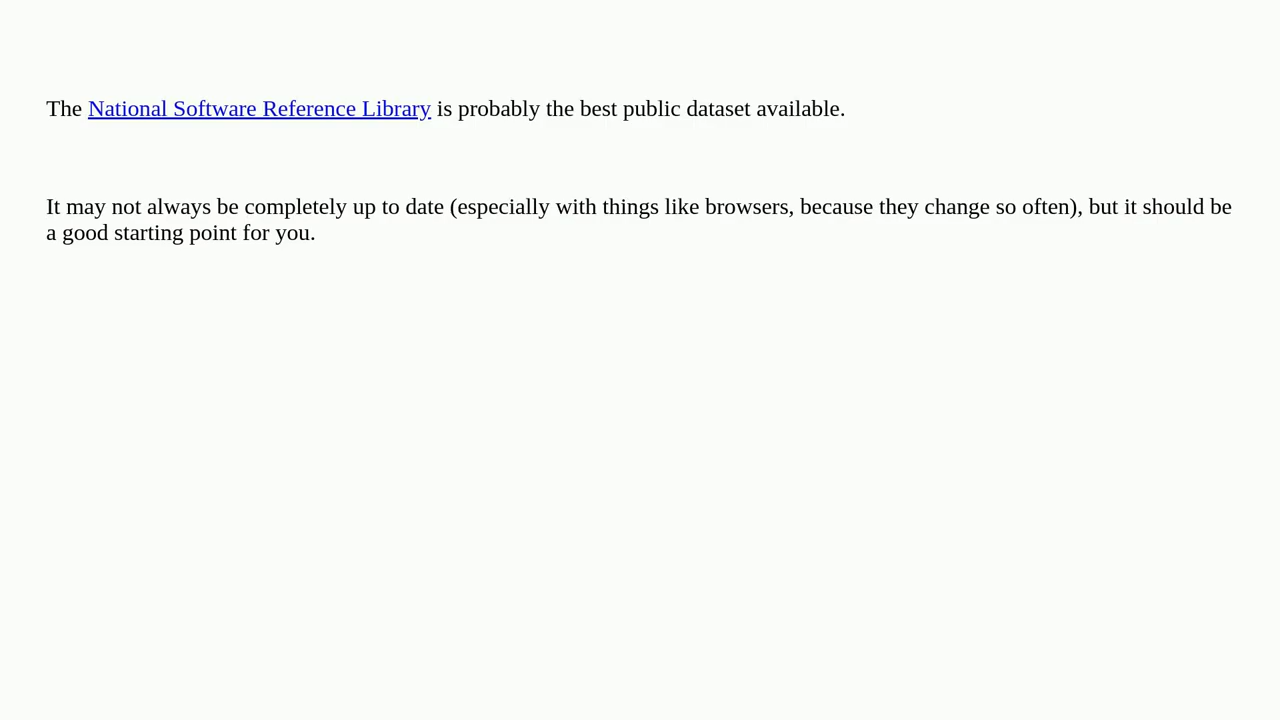 The National Software Reference Library is probably the best public dataset available.
It may not always be completely up to date (especially with things like browsers, because they change so often), but it should be
a good starting point for you.